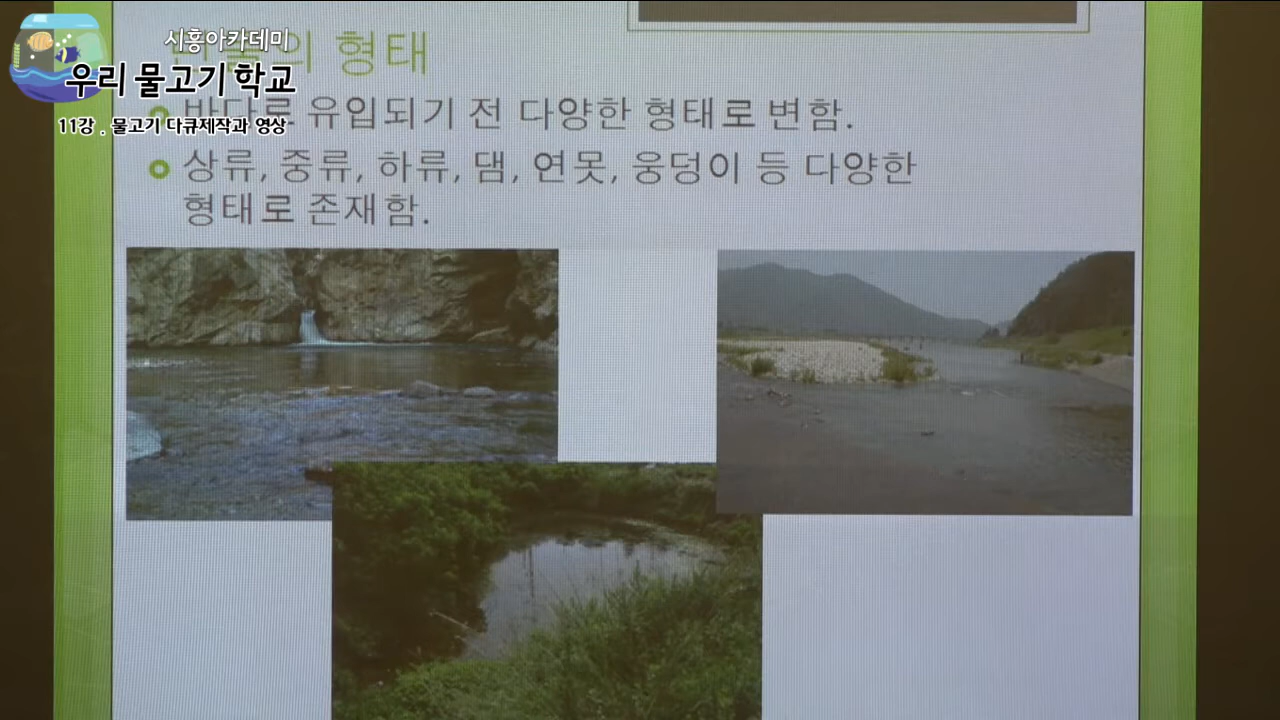 시흥아카데미
우리 물고기 학교
11강 . 물고기 다큐제작과 영상
형태
바다로 유입되기 전 다양한 형태로 변함.
상류, 중류, 하류, 댐, 연못, 웅덩이 등 다양한
형태로 존재함.